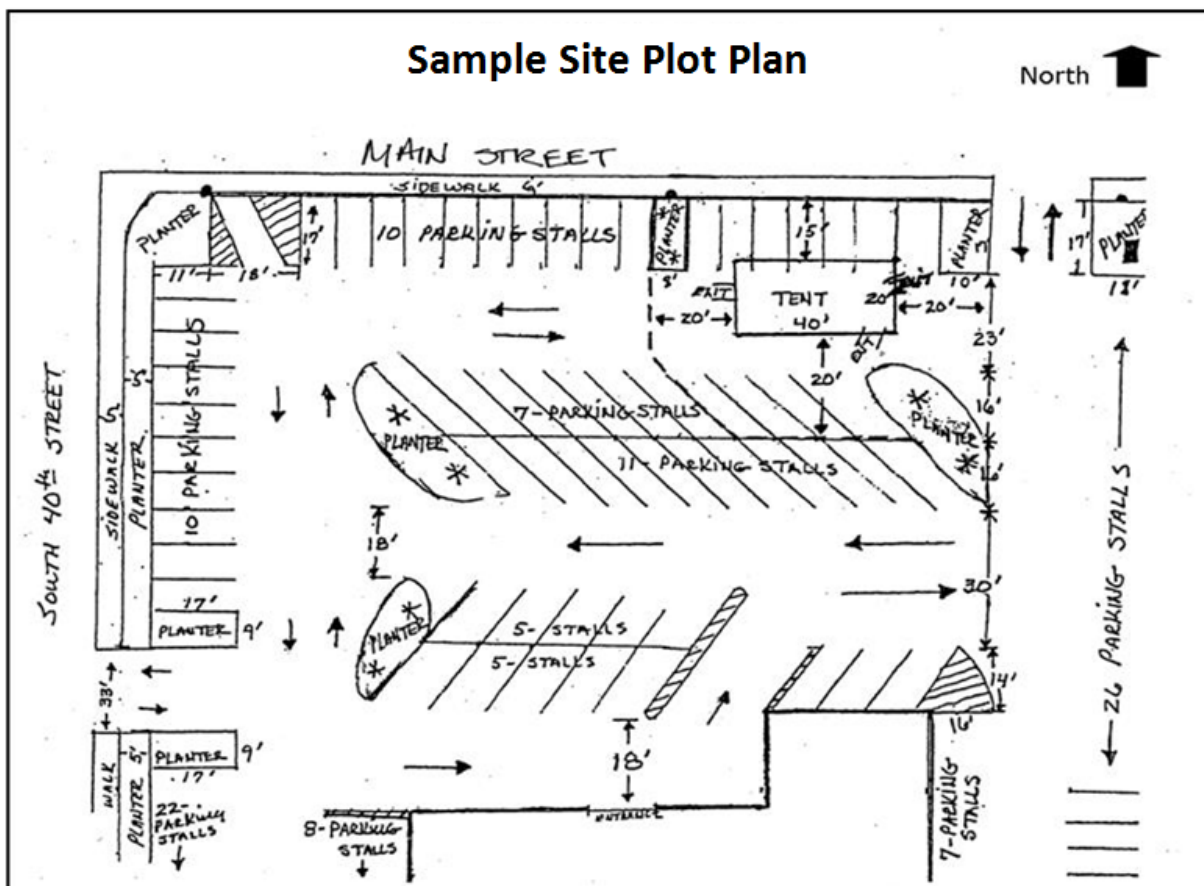 Sample Site Plot Plan
North
MAIN STREET
SIDEWALK
PLANTER
17'
10 PARKING STALLS
PLANTER
15'
PLANTER
17'
PLANTER
11'
18'
EXIT
TENT
20'
10'
20'
40'
20'
EXIT
23'
20'
10' PARKING STALLS
SOUTH 40th STREET
SIDEWALK
5'
PLANTER
7-PARKING STALLS
PLANTER
PLANTER
11-PARKING STALLS
16'
16'
18'
30'
26 PARKING STALLS
17'
PLANTER 9'
PLANTER
5-STALLS
5-STALLS
33'
14'
16'
WALK
PLANTER 5'
PLANTER 9'
17'
18'
22-PARKING STALLS
8-PARKING STALLS
ENTRANCE
7-PARKING STALLS